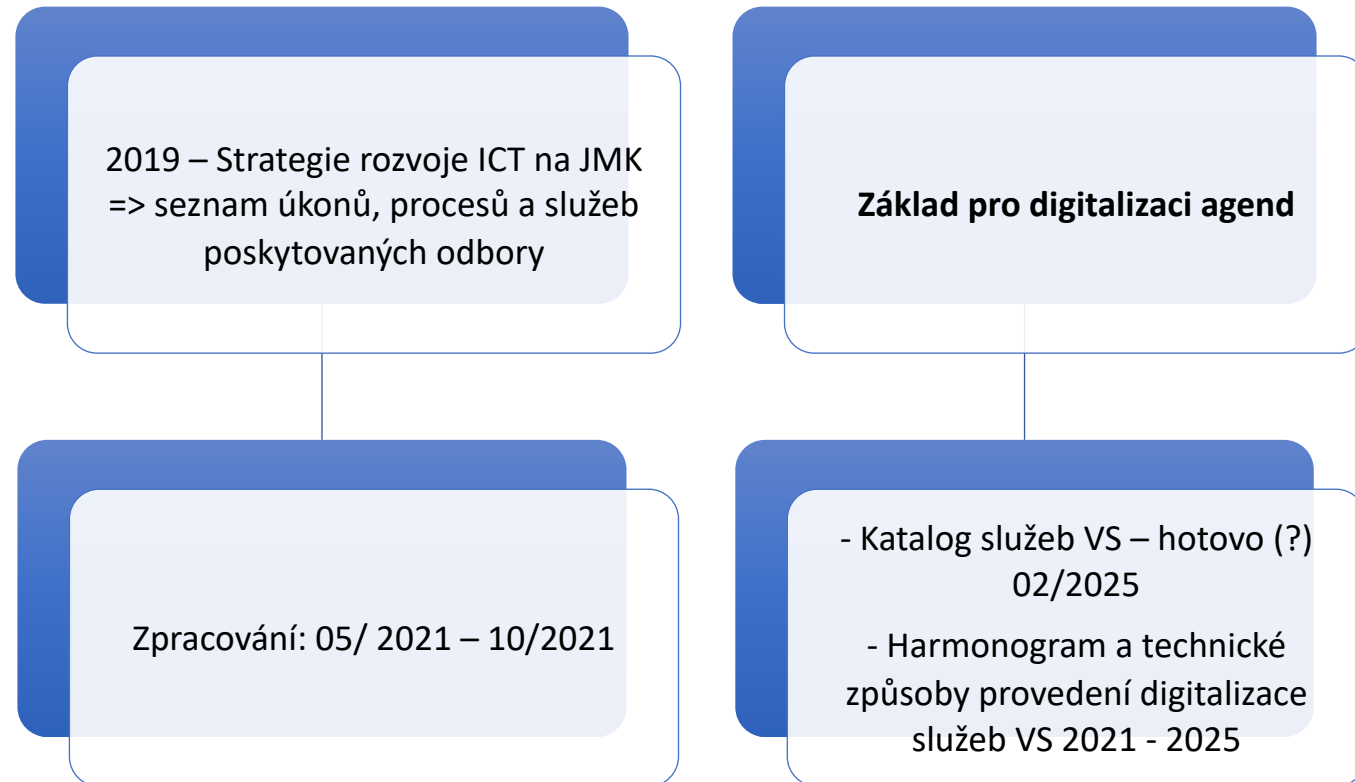 2019 – Strategie rozvoje ICT na JMK
=> seznam úkonů, procesů a služeb
poskytovaných odbory
Zpracování: 05/ 2021 – 10/2021
Základ pro digitalizaci agend
- Katalog služeb VS – hotovo (?)
02/2025
- Harmonogram a technické
způsoby provedení digitalizace
služeb VS 2021 - 2025